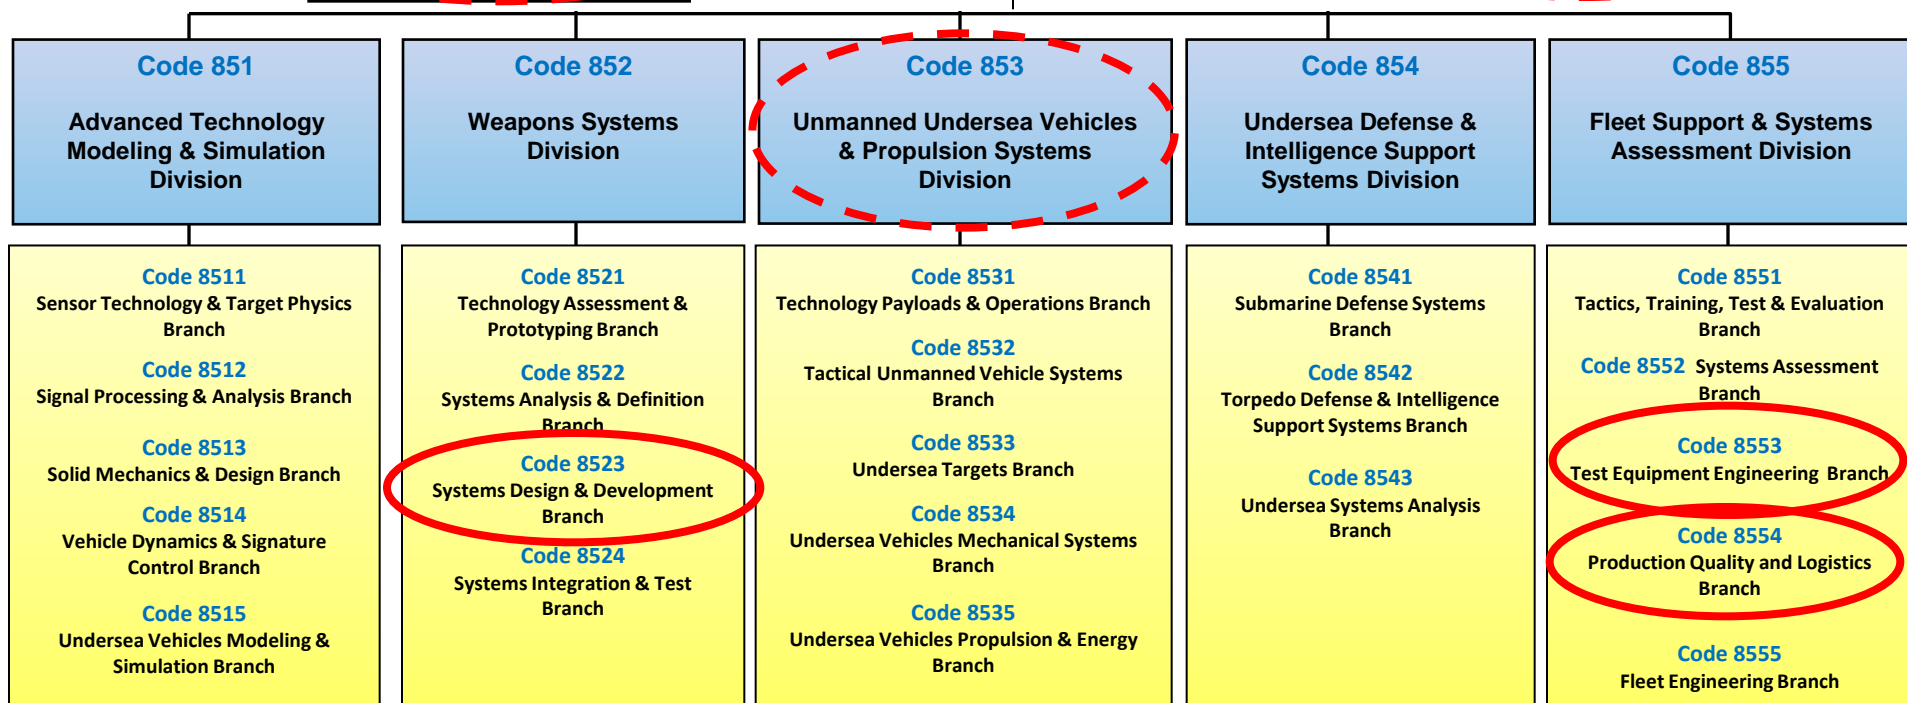 Code 851
Advanced Technology
Modeling & Simulation
Division
Code 852
Weapons Systems
Division
Code 853
Unmanned Undersea Vehicles
& Propulsion Systems
Division
Code 854
Undersea Defense &
Intelligence Support
Systems Division
Code 855
Fleet Support & Systems
Assessment Division
Code 8511
Sensor Technology & Target Physics
Branch
Code 8512
Signal Processing & Analysis Branch
Code 8513
Solid Mechanics & Design Branch
Code 8514
Vehicle Dynamics & Signature
Control Branch
Code 8515
Undersea Vehicles Modeling &
Simulation Branch
Code 8521
Technology Assessment &
Prototyping Branch
Code 8522
Systems Analysis & Definition
Branch
Code 8523
Systems Design & Development
Branch
Code 8524
Systems Integration & Test
Branch
Code 8531
Technology Payloads & Operations Branch
Code 8532
Tactical Unmanned Vehicle Systems
Branch
Code 8533
Undersea Targets Branch
Code 8534
Undersea Vehicles Mechanical Systems
Branch
Code 8535
Undersea Vehicles Propulsion & Energy
Branch
Code 8541
Submarine Defense Systems
Branch
Code 8542
Torpedo Defense & Intelligence
Support Systems Branch
Code 8543
Undersea Systems Analysis
Branch
Code 8551
Tactics, Training, Test & Evaluation
Branch
Code 8552 Systems Assessment
Branch
Code 8553
Test Equipment Engineering Branch
Code 8554
Production Quality and Logistics
Branch
Code 8555
Fleet Engineering Branch